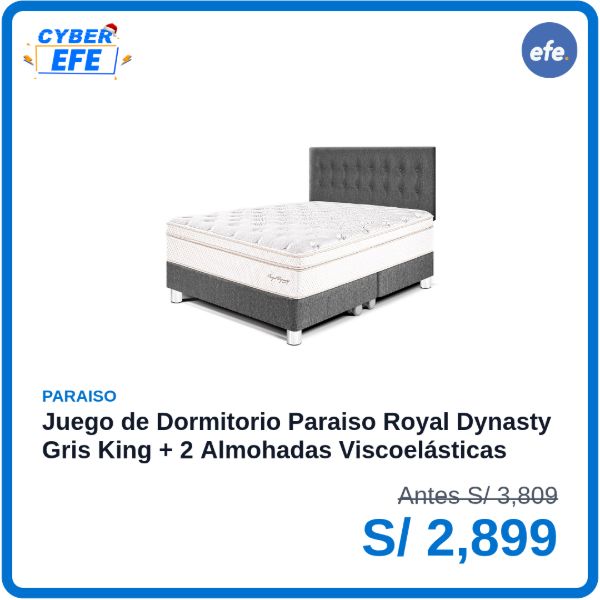 CYBER
EFE
efe.
PARAISO
Juego de Dormitorio Paraiso Royal Dynasty
Gris King + 2 Almohadas Viscoelásticas
Antes S/ 3,809
S/ 2,899